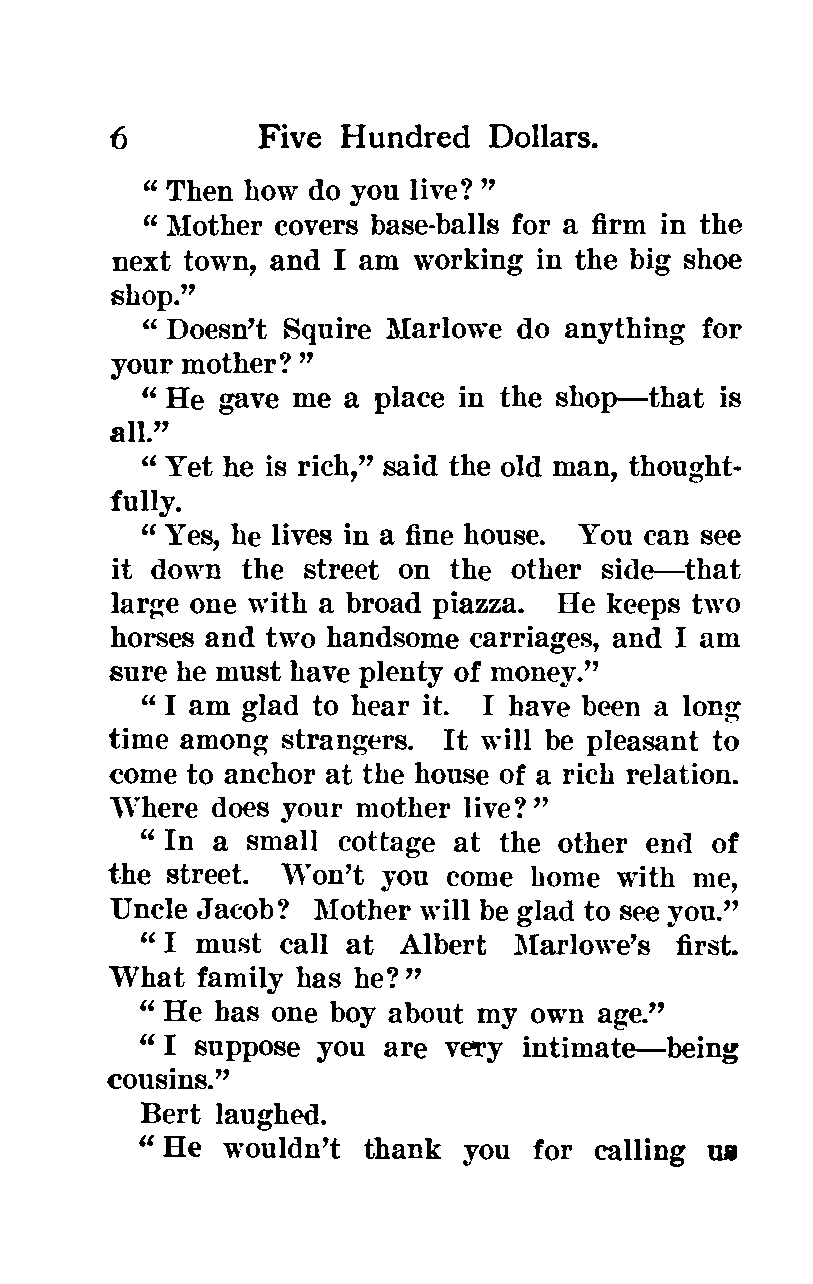 6 Five Hundred Dollars.
“ Then how do you live? ”
“ Mother covers base-balls for a firm in the
next town, and I am working in the big shoe
shop.”
“ Doesn’t Squire Marlowe do anything for
your mother? ”
“ He gave me a place in the shop—that is
all.”
“ Yet he is rich,” said the old man, thought-
fully.
“ Yes, he lives in a fine house. You can see
it down the street on the other side—that
large one with a broad piazza. He keeps two
horses and two handsome carriages, and I am
sure he must have plenty of money.”
“ I am glad to hear it. I have been a long
time among strangers. It will be pleasant to
come to anchor at the house of a rich relation.
Where does your mother live? ”
“ In a small cottage at the other end of
the street. Won’t you come home with me,
Uncle Jacob? Mother will be glad to see you.”
“ I must call at Albert Marlowe’s first.
What family has he? ”
“ He has one boy about my own age.”
“ I suppose you are very intimate—being
cousins.”
Bert laughed.
“ He wouldn’t thank you for calling us